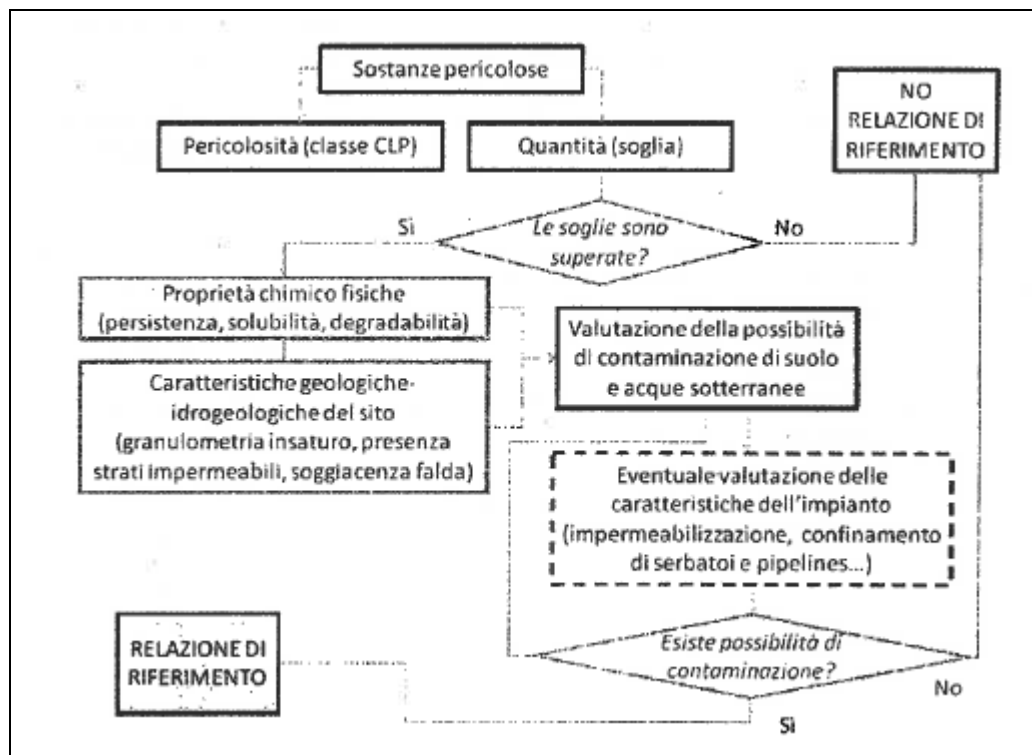 Sostanze pericolose
NO
RELAZIONE DI
RIFERIMENTO
Pericolosità (classe CLP)
Quantità (soglia)
Sì
Le soglie sono
superate?
No
Proprietà chimico fisiche
(persistenza, solubilità, degradabilità)
Valutazione della possibilità
di contaminazione di suolo
e acque sotterranee
Caratteristiche geologiche-
idrogeologiche del sito
(granulometria insaturo, presenza
strati impermeabili, soggiacenza falda)
Eventuale valutazione delle
caratteristiche dell'impianto
(impermeabilizzazione, confinamento
di serbatoi e pipelines...)
RELAZIONE DI
RIFERIMENTO
Esiste possibilità di
contaminazione?
No
Sì